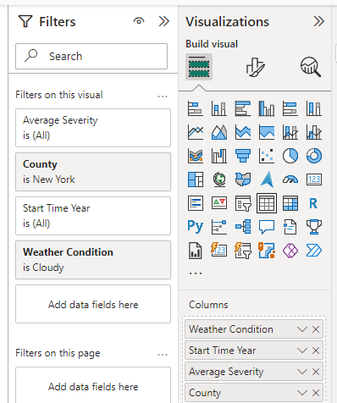 Filters
Search
Filters on this visual
...
Average Severity
is (All)
County
is New York
Start Time Year
is (All)
Weather Condition
is Cloudy
Add data fields here
Filters on this page
...
Add data fields here
Visualizations
Build visual
123
R
Py
123
...
Columns
Weather Condition
Start Time Year
Average Severity
County